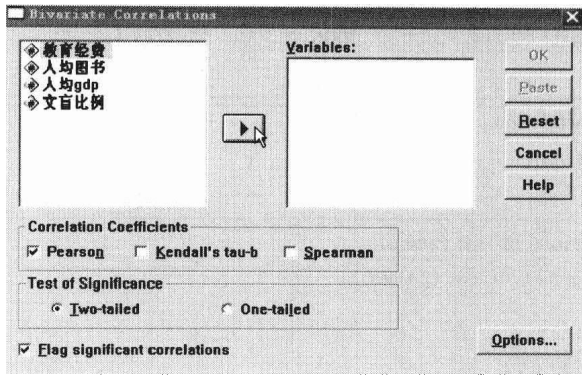 Bivariate Correlations
教育经费
人均图书
人均gdp
文盲比例
Variables:
OK
Paste
Reset
Cancel
Help
Correlation Coefficients
Pearson Kendall's tau-b Spearman
Test of Significance
Two-tailed One-tailed
Flag significant correlations
Options...